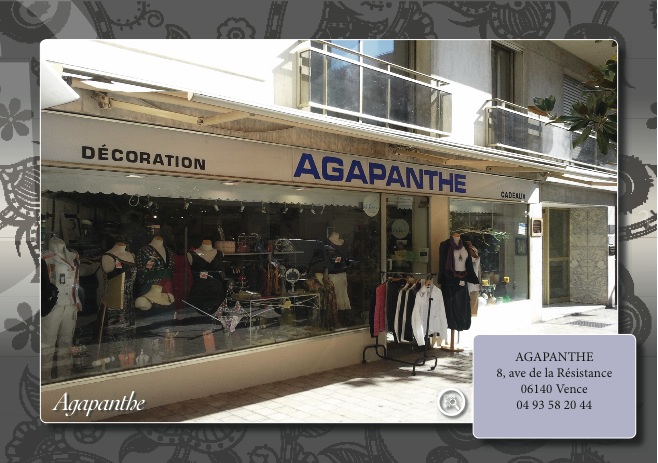 DÉCORATION
AGAPANTHE
CADEAUX
Agapanthe
AGAPANTHE
8, ave de la Résistance
06140 Vence
04 93 58 20 44